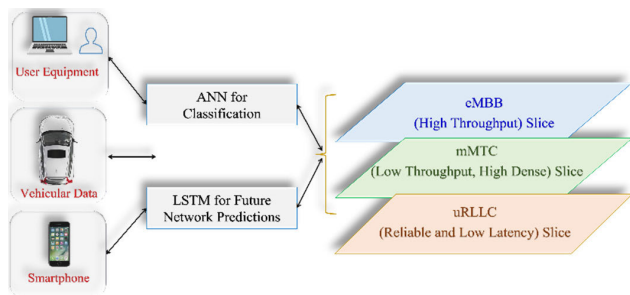 User Equipment
Vehicular Data
Smartphone
ANN for
Classification
LSTM for Future
Network Predictions
eMBB
(High Throughput) Slice
mMTC
(Low Throughput, High Dense) Slice
uRLLC
(Reliable and Low Latency) Slice